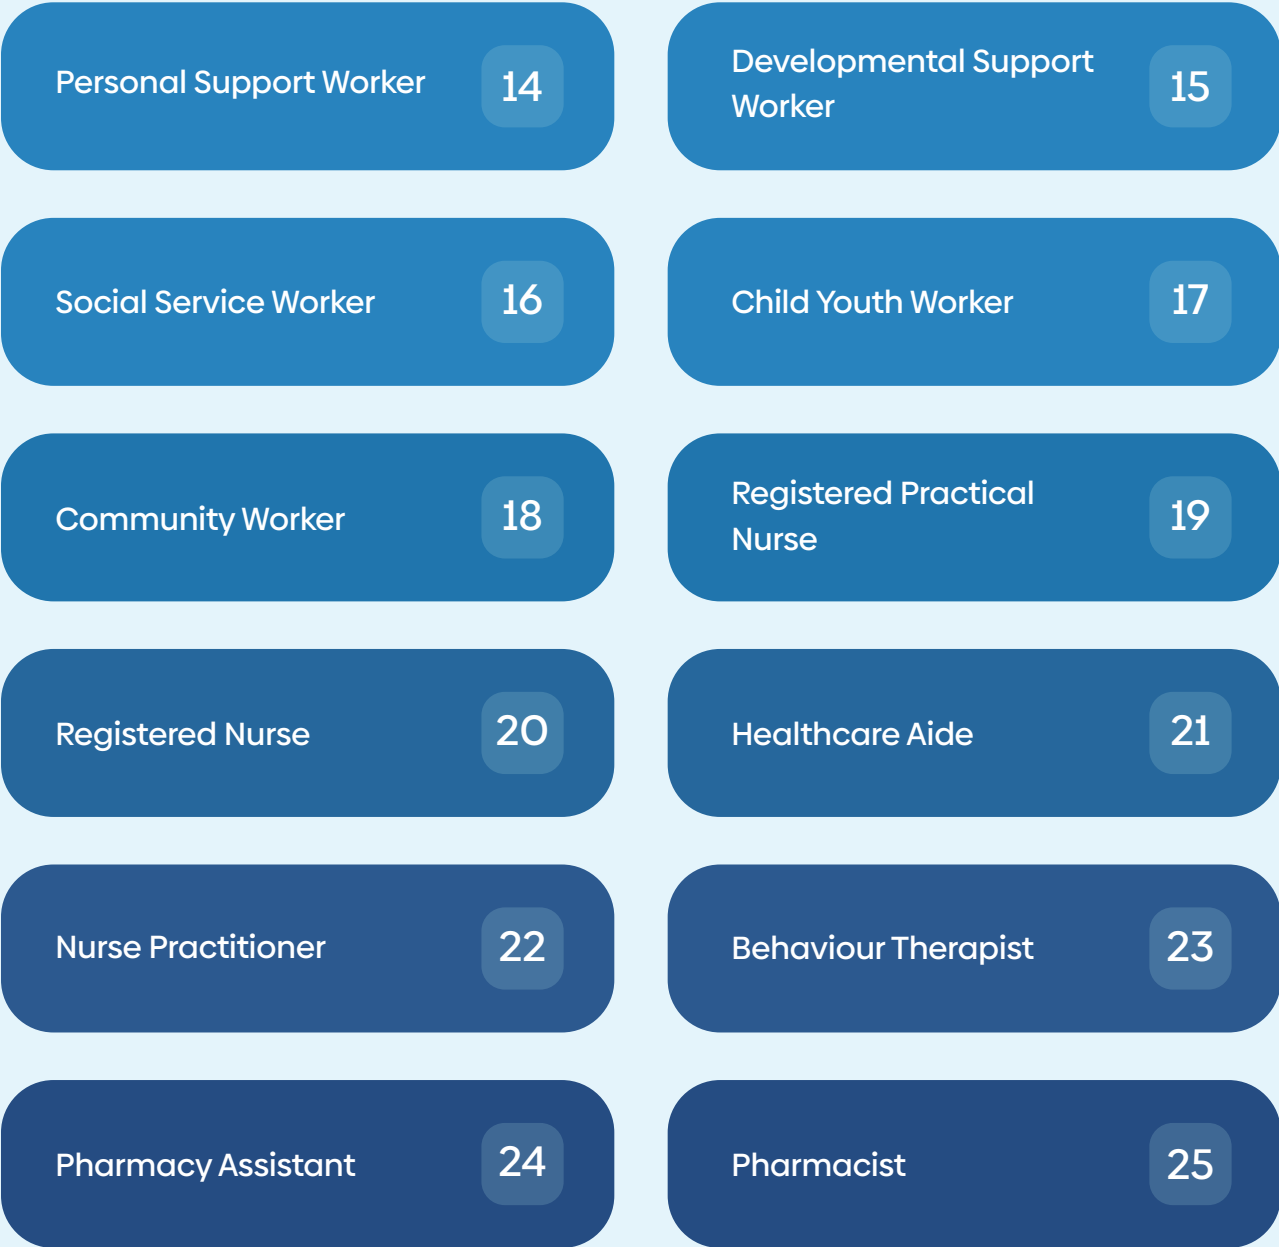 Personal Support Worker 14
Developmental Support
Worker 15
Social Service Worker 16
Child Youth Worker 17
Community Worker 18
Registered Practical
Nurse 19
Registered Nurse 20
Healthcare Aide 21
Nurse Practitioner 22
Behaviour Therapist 23
Pharmacy Assistant 24
Pharmacist 25